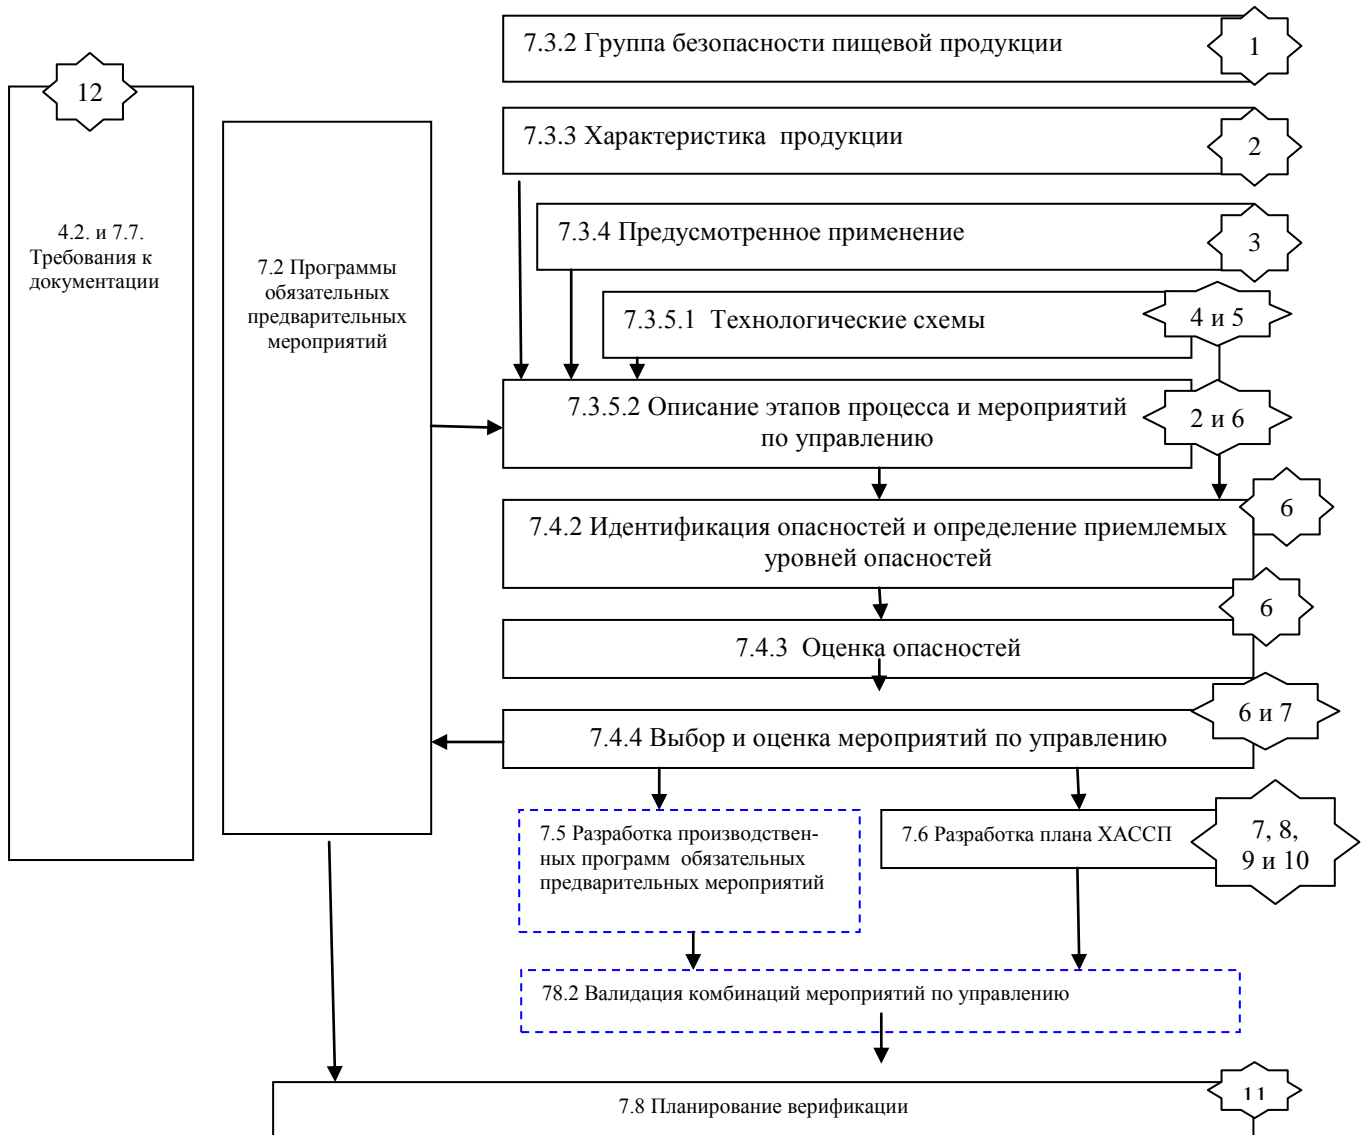 7.3.2 Группа безопасности пищевой продукции
1
12
7.3.3 Характеристика продукции
2
4.2. и 7.7.
Требования к
документации
7.2 Программы
обязательных
предварительных
мероприятий
7.3.4 Предусмотренное применение
3
7.3.5.1 Технологические схемы
4 и 5
7.3.5.2 Описание этапов процесса и мероприятий
по управлению
2 и 6
7.4.2 Идентификация опасностей и определение приемлемых
уровней опасностей
6
7.4.3 Оценка опасностей
6
7.4.4 Выбор и оценка мероприятий по управлению
6 и 7
7.5 Разработка производствен-
ных программ обязательных
предварительных мероприятий
7.6 Разработка плана ХАССП
7, 8,
9 и 10
78.2 Валидация комбинаций мероприятий по управлению
7.8 Планирование верификации
11